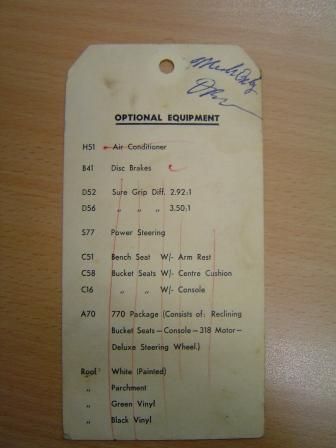 OPTIONAL EQUIPMENT
H51 Air Conditioner
B41 Disc Brakes
D52 Sure Grip Diff. 2.92:1
D56 " " " 3.50:1
S77 Power Steering
C51 Bench Seat W/- Arm Rest
C58 Bucket Seats W/- Centre Cushion
C16 " " W/- Console
A70 770 Package (Consists of: Reclining
Bucket Seats—Console—318 Motor—
Deluxe Steering Wheel.)
Roof: White (Painted)
" Parchment
" Green Vinyl
" Black Vinyl